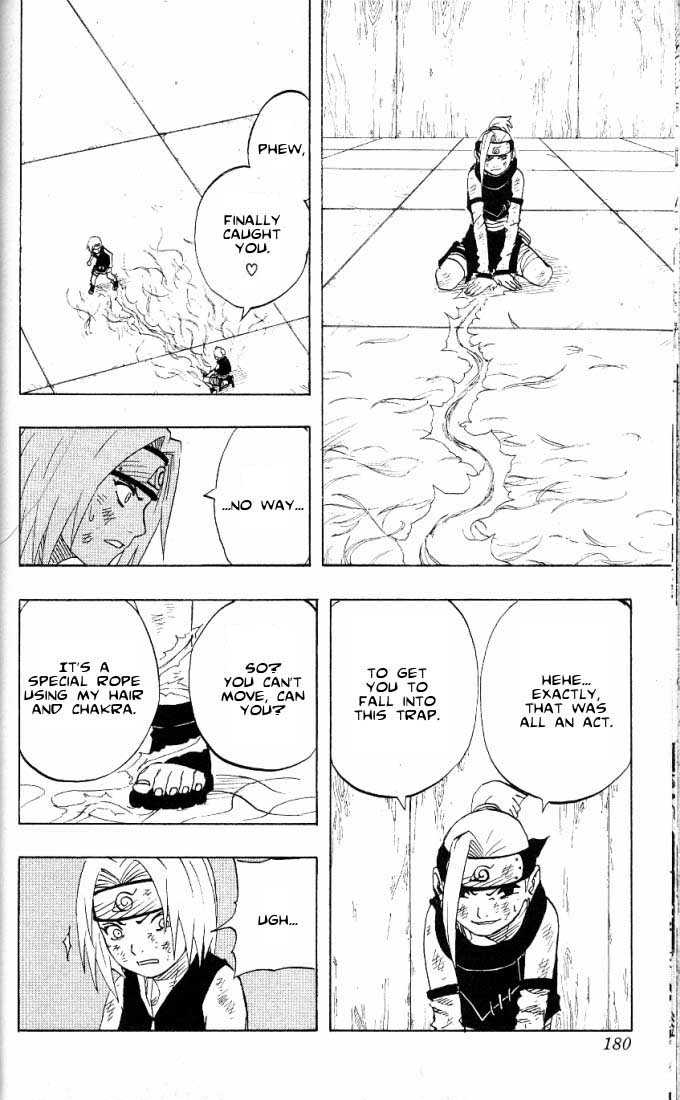 PHEW,
FINALLY
CAUGHT
YOU.
♡
...NO WAY...
HEHE...
EXACTLY,
THAT WAS
ALL AN ACT.
TO GET
YOU TO
FALL INTO
THIS TRAP.
SO?
YOU CAN'T
MOVE, CAN
YOU?
IT'S A
SPECIAL ROPE
USING MY HAIR
AND CHAKRA.
UGH...
180